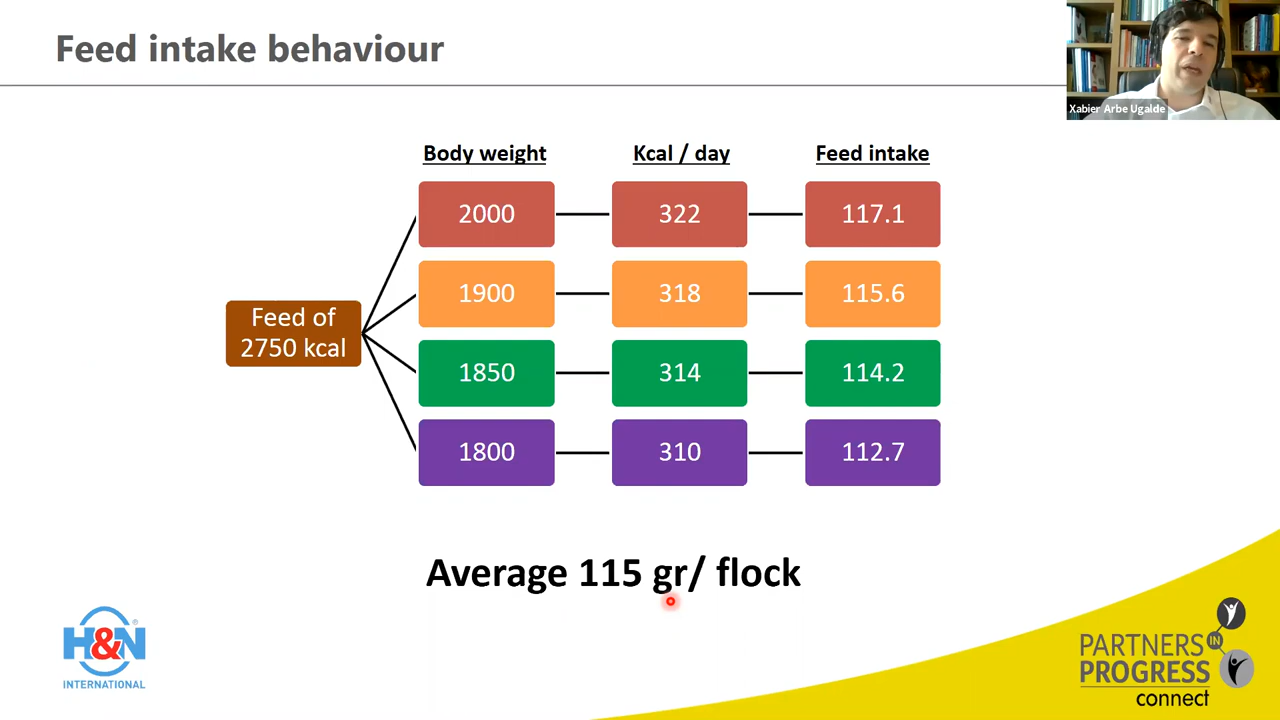 Feed intake behaviour
Xabier Arbe Ugalde
Body weight Kcal / day Feed intake
2000 322 117.1
1900 318 115.6
Feed of
2750 kcal
1850 314 114.2
1800 310 112.7
Average 115 gr/ flock
H&N
®
INTERNATIONAL
PARTNERS
IN
PROGRESS
connect